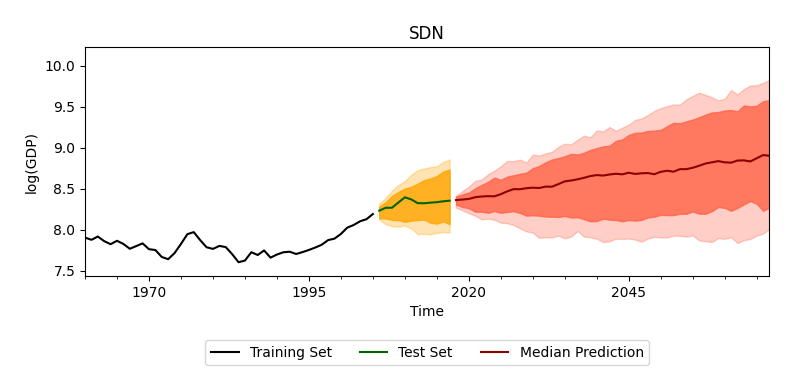 SDN
10.0
9.5
9.0
8.5
8.0
7.5
log(GDP)
1970 1995 2020 2045
Time
Training Set Test Set Median Prediction